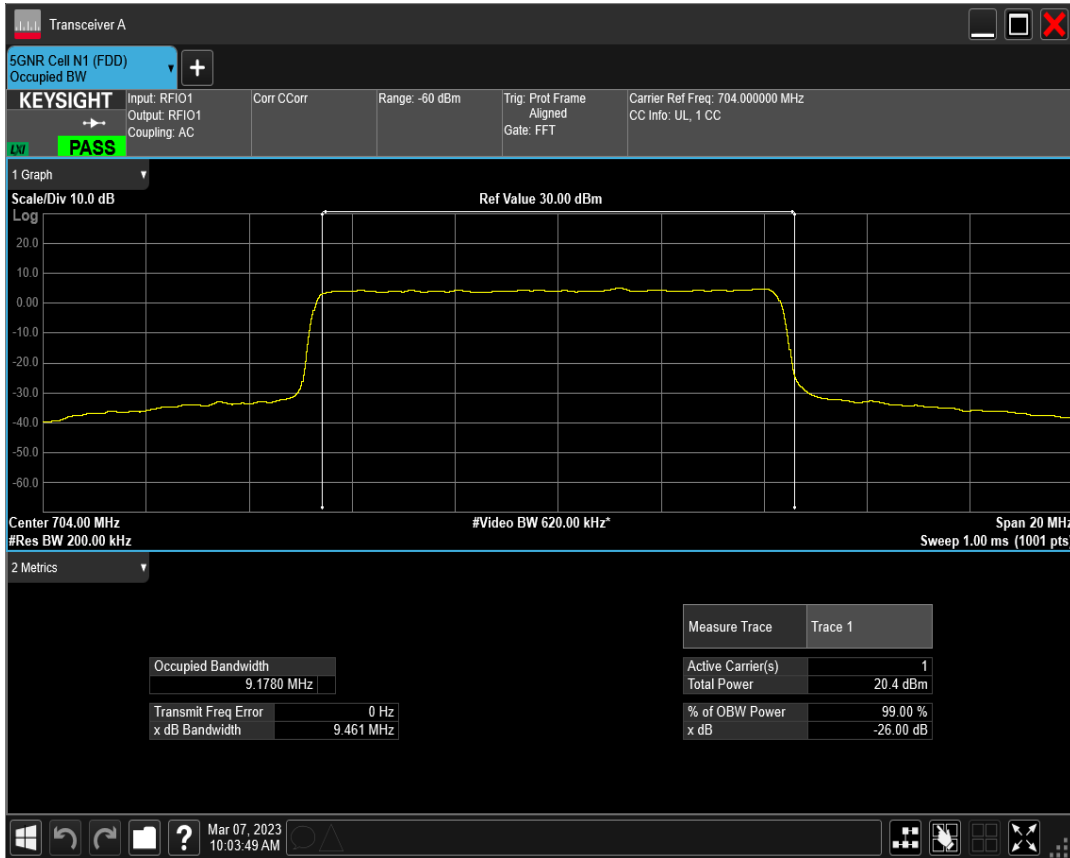 Transceiver A
5GNR Cell N1 (FDD)
Occupied BW
+
KEYSIGHT
LXI
PASS
Input: RFIO1
Output: RFIO1
Coupling: AC
Corr CCorr
Range: -60 dBm
Trig: Prot Frame
Aligned
Gate: FFT
Carrier Ref Freq: 704.000000 MHz
CC Info: UL, 1 CC
1 Graph
Scale/Div 10.0 dB
Ref Value 30.00 dBm
Log
20.0
10.0
0.00
-10.0
-20.0
-30.0
-40.0
-50.0
-60.0
Center 704.00 MHz
#Video BW 620.00 kHz*
Span 20 MHz
#Res BW 200.00 kHz
Sweep 1.00 ms (1001 pts)
2 Metrics
Measure Trace Trace 1
Occupied Bandwidth
9.1780 MHz
Transmit Freq Error 0 Hz
x dB Bandwidth 9.461 MHz
Active Carrier(s) 1
Total Power 20.4 dBm
% of OBW Power 99.00 %
x dB -26.00 dB
?
Mar 07, 2023
10:03:49 AM